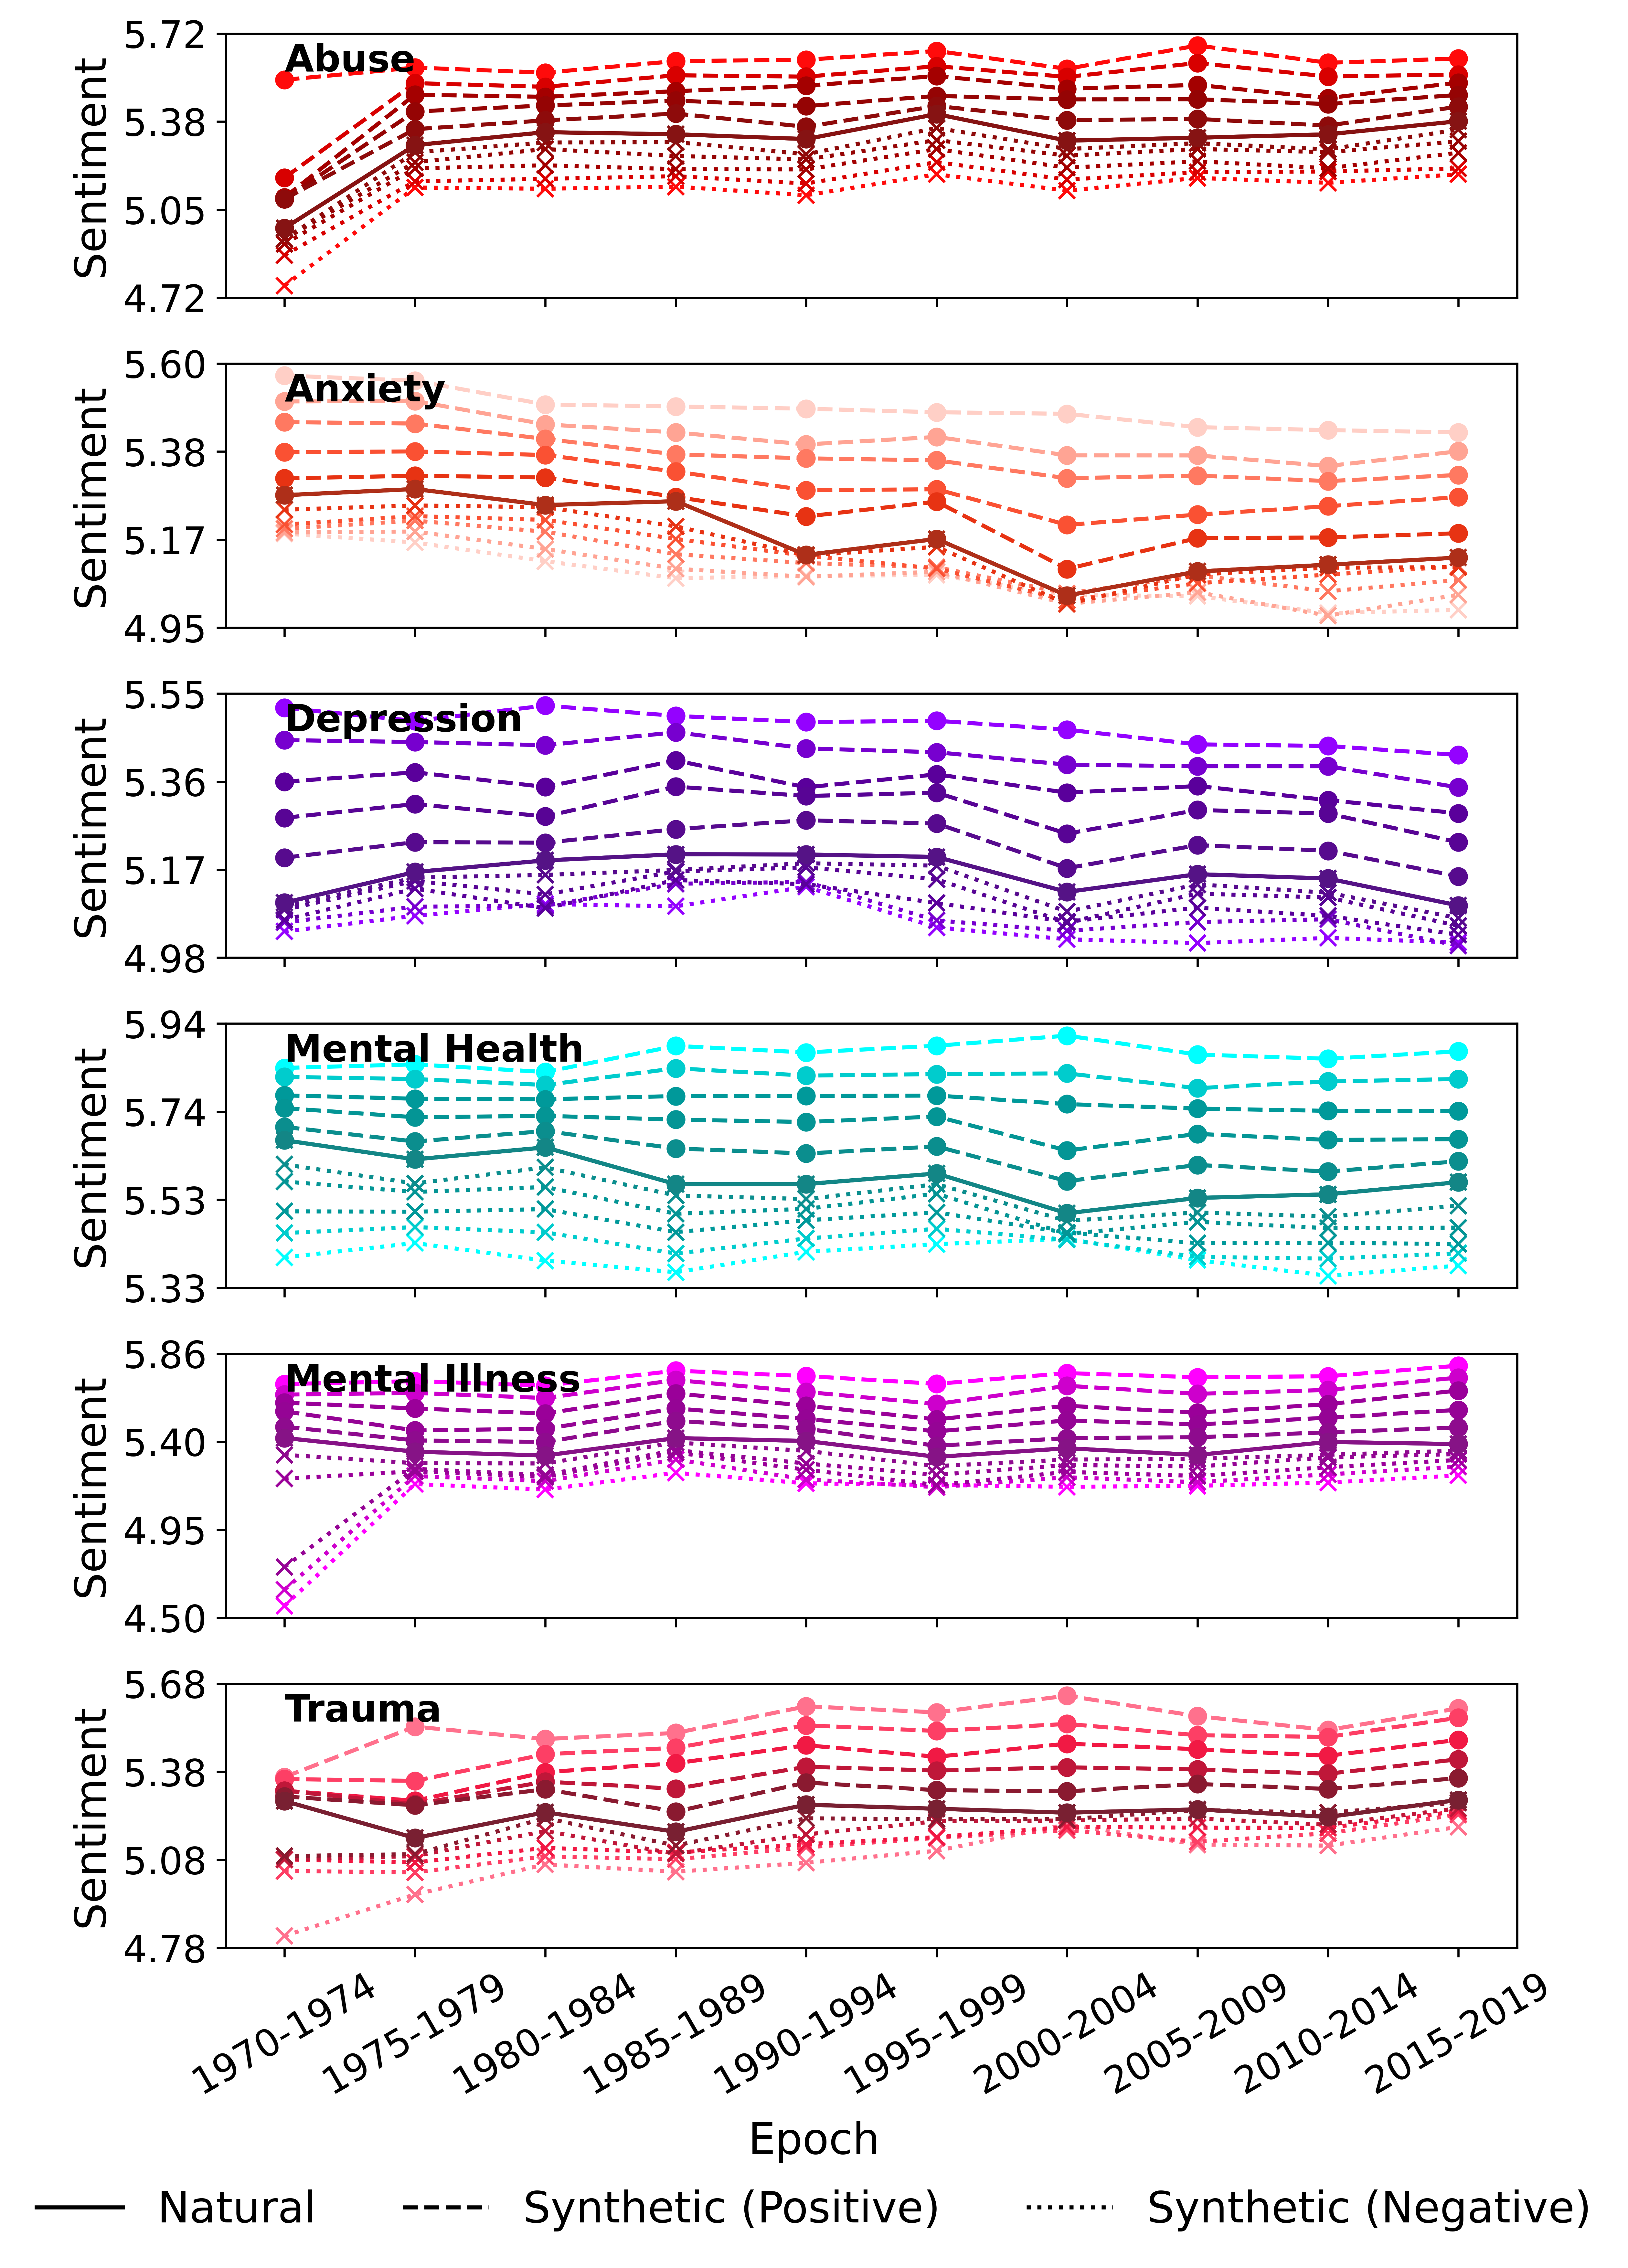 Abuse
Sentiment
5.72
5.38
5.05
4.72
Anxiety
Sentiment
5.60
5.38
5.17
4.95
Depression
Sentiment
5.55
5.36
5.17
4.98
Mental Health
Sentiment
5.94
5.74
5.53
5.33
Mental Illness
Sentiment
5.86
5.40
4.95
4.50
Trauma
Sentiment
5.68
5.38
5.08
4.78
1970-1974
1975-1979
1980-1984
1985-1989
1990-1994
1995-1999
2000-2004
2005-2009
2010-2014
2015-2019
Epoch
Natural
Synthetic (Positive)
Synthetic (Negative)